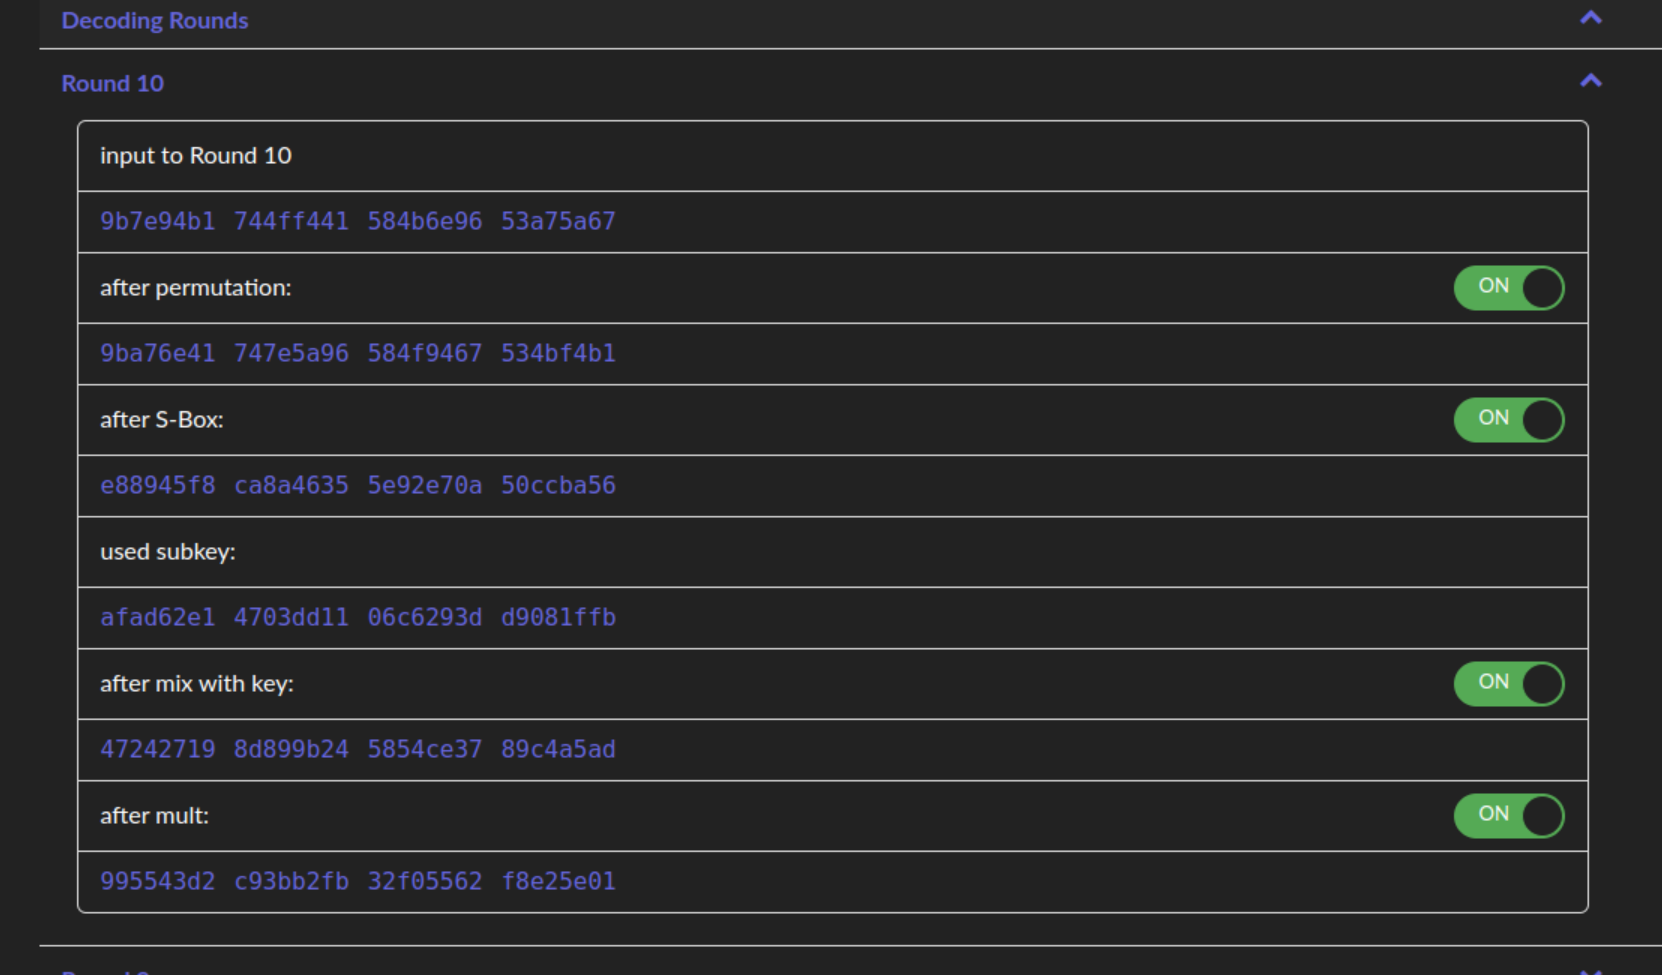 Decoding Rounds
Round 10
input to Round 10
9b7e94b1 744ff441 584b6e96 53a75a67
after permutation:
ON
9ba76e41 747e5a96 584f9467 534bf4b1
after S-Box:
ON
e88945f8 ca8a4635 5e92e70a 50ccba56
used subkey:
afad62e1 4703dd11 06c6293d d9081ffb
after mix with key:
ON
47242719 8d899b24 5854ce37 89c4a5ad
after mult:
ON
995543d2 c93bb2fb 32f05562 f8e25e01